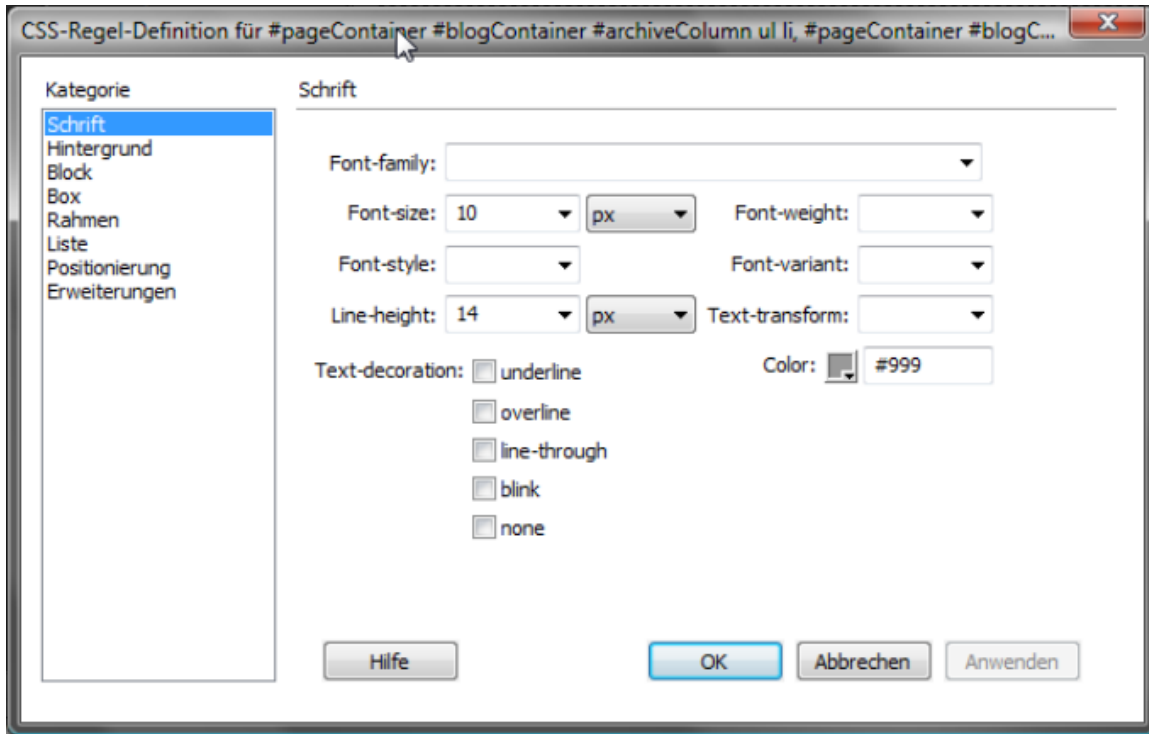 CSS-Regel-Definition für #pageContainer #blogContainer #archiveColumn ul li, #pageContainer #blogC...
Kategorie
Schrift
Hintergrund
Block
Box
Rahmen
Liste
Positionierung
Erweiterungen
Schrift
Font-family:
Font-size: 10 px Font-weight:
Font-style: Font-variant:
Line-height: 14 px Text-transform:
Text-decoration: underline Color: #999
overline
line-through
blink
none
Hilfe OK Abbrechen Anwenden